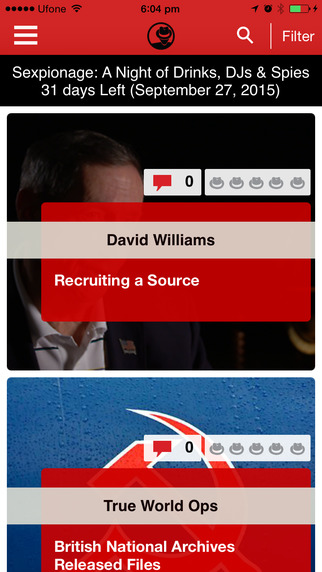 Ufone 6:04 pm
Filter
Sexpionage: A Night of Drinks, DJs & Spies
31 days Left (September 27, 2015)
0
David Williams
Recruiting a Source
0
True World Ops
British National Archives
Released Files